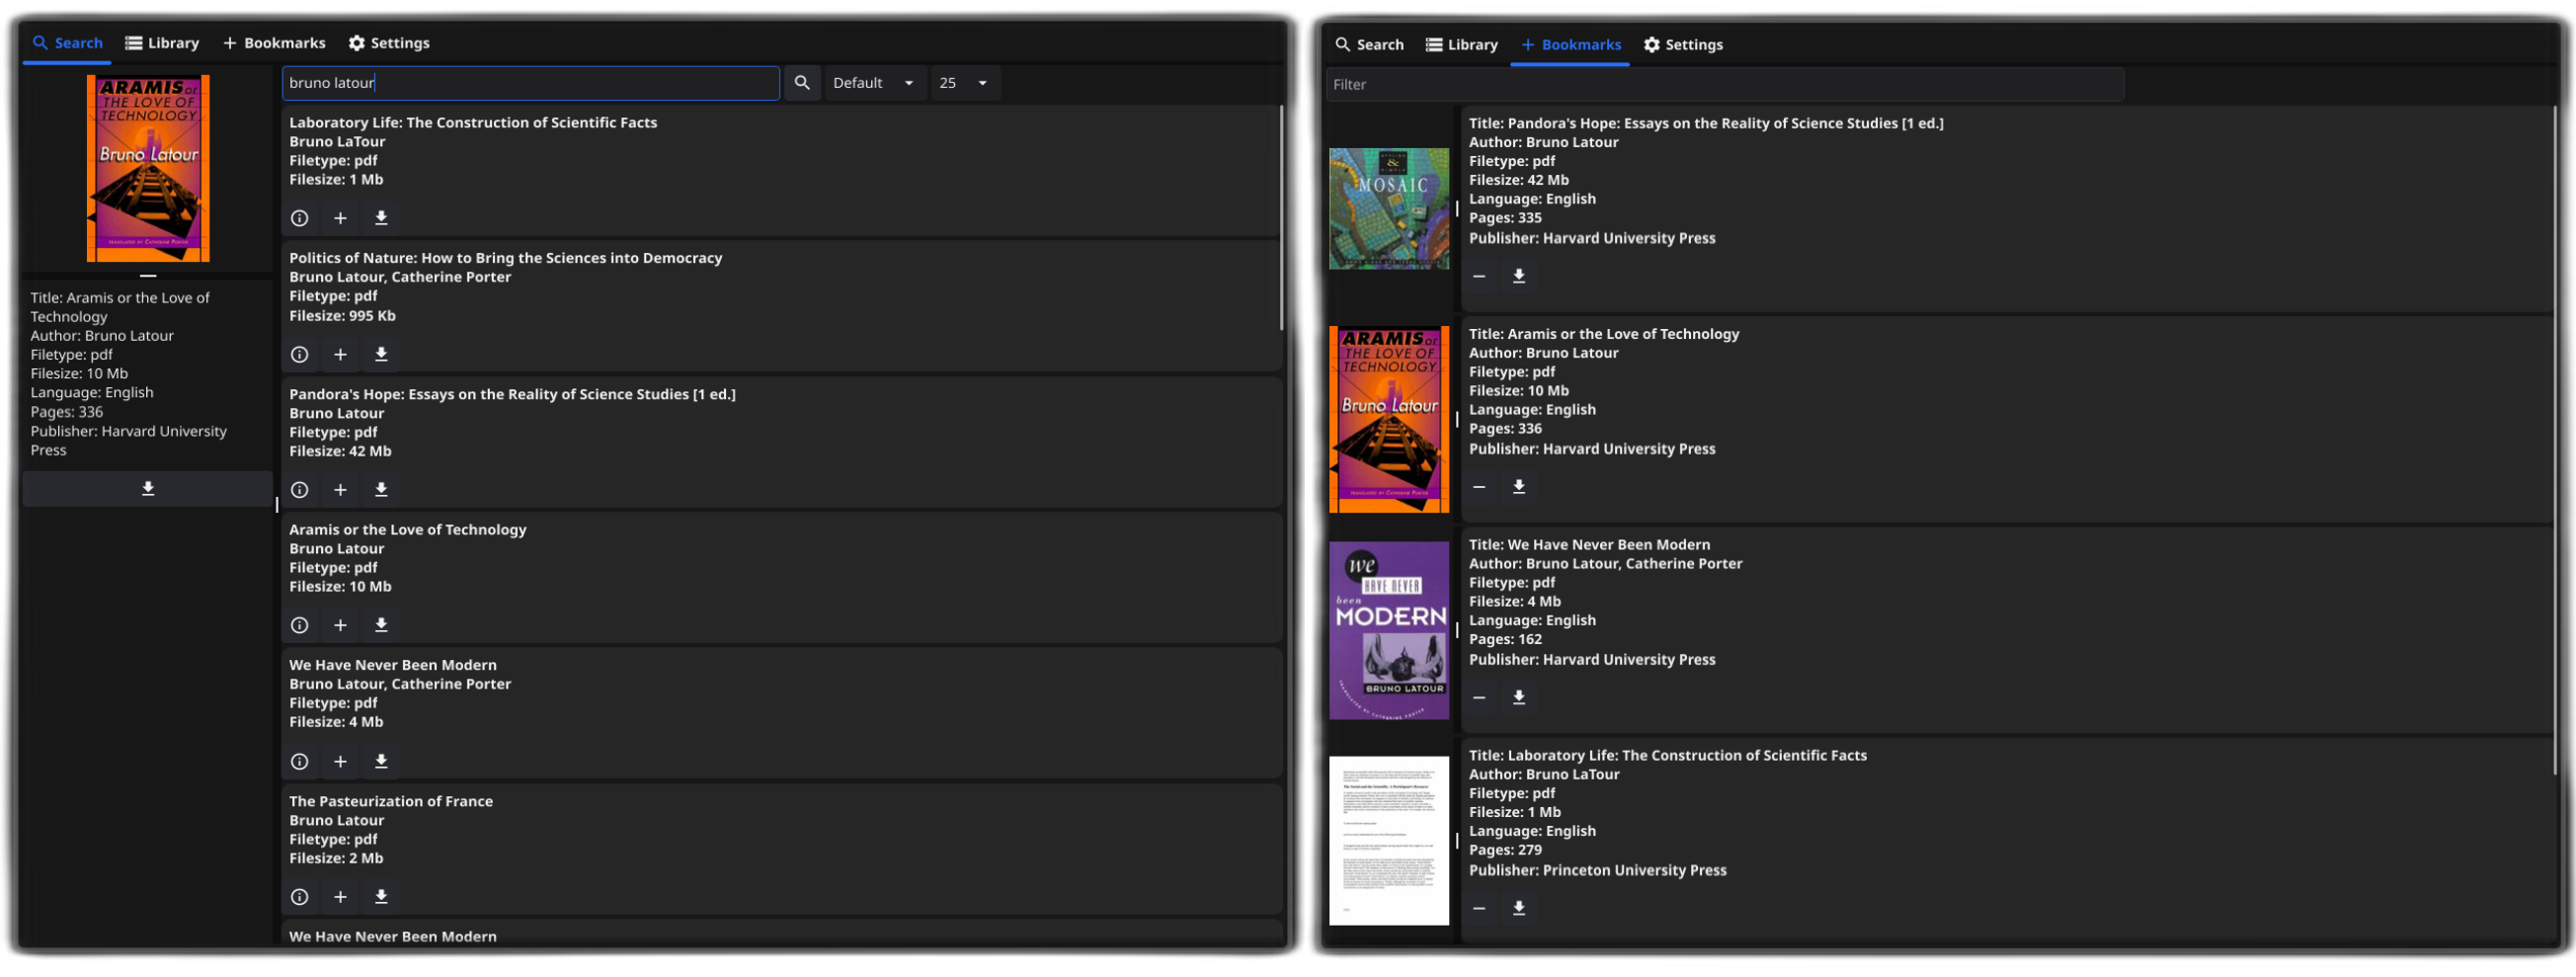 Search Library Bookmarks Settings
ARAMIS or
THE LOVE OF
TECHNOLOGY
Bruno Latour
TRANSLATED BY CATHERINE PORTER
Title: Aramis or the Love of
Technology
Author: Bruno Latour
Filetype: pdf
Filesize: 10 Mb
Language: English
Pages: 336
Publisher: Harvard University
Press
bruno latour
Default 25
Laboratory Life: The Construction of Scientific Facts
Bruno LaTour
Filetype: pdf
Filesize: 1 Mb
Politics of Nature: How to Bring the Sciences into Democracy
Bruno Latour, Catherine Porter
Filetype: pdf
Filesize: 995 Kb
Pandora's Hope: Essays on the Reality of Science Studies [1 ed.]
Bruno Latour
Filetype: pdf
Filesize: 42 Mb
Aramis or the Love of Technology
Bruno Latour
Filetype: pdf
Filesize: 10 Mb
We Have Never Been Modern
Bruno Latour, Catherine Porter
Filetype: pdf
Filesize: 4 Mb
The Pasteurization of France
Bruno Latour
Filetype: pdf
Filesize: 2 Mb
We Have Never Been Modern
Search Library Bookmarks Settings
Filter
&
MOSAIC
Title: Pandora's Hope: Essays on the Reality of Science Studies [1 ed.]
Author: Bruno Latour
Filetype: pdf
Filesize: 42 Mb
Language: English
Pages: 335
Publisher: Harvard University Press
ARAMIS or
THE LOVE OF
TECHNOLOGY
Bruno Latour
TRANSLATED BY CATHERINE PORTER
Title: Aramis or the Love of Technology
Author: Bruno Latour
Filetype: pdf
Filesize: 10 Mb
Language: English
Pages: 336
Publisher: Harvard University Press
we
HAVE NEVER
been
MODERN
BRUNO LATOUR
TRANSLATED BY CATHERINE PORTER
Title: We Have Never Been Modern
Author: Bruno Latour, Catherine Porter
Filetype: pdf
Filesize: 4 Mb
Language: English
Pages: 162
Publisher: Harvard University Press
Title: Laboratory Life: The Construction of Scientific Facts
Author: Bruno LaTour
Filetype: pdf
Filesize: 1 Mb
Language: English
Pages: 279
Publisher: Princeton University Press